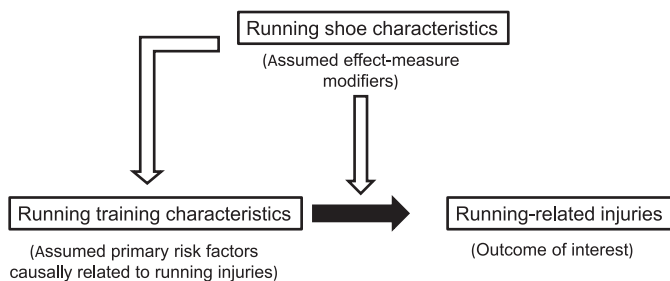 Running shoe characteristics
(Assumed effect-measure
modifiers)
Running training characteristics
(Assumed primary risk factors
causally related to running injuries)
Running-related injuries
(Outcome of interest)